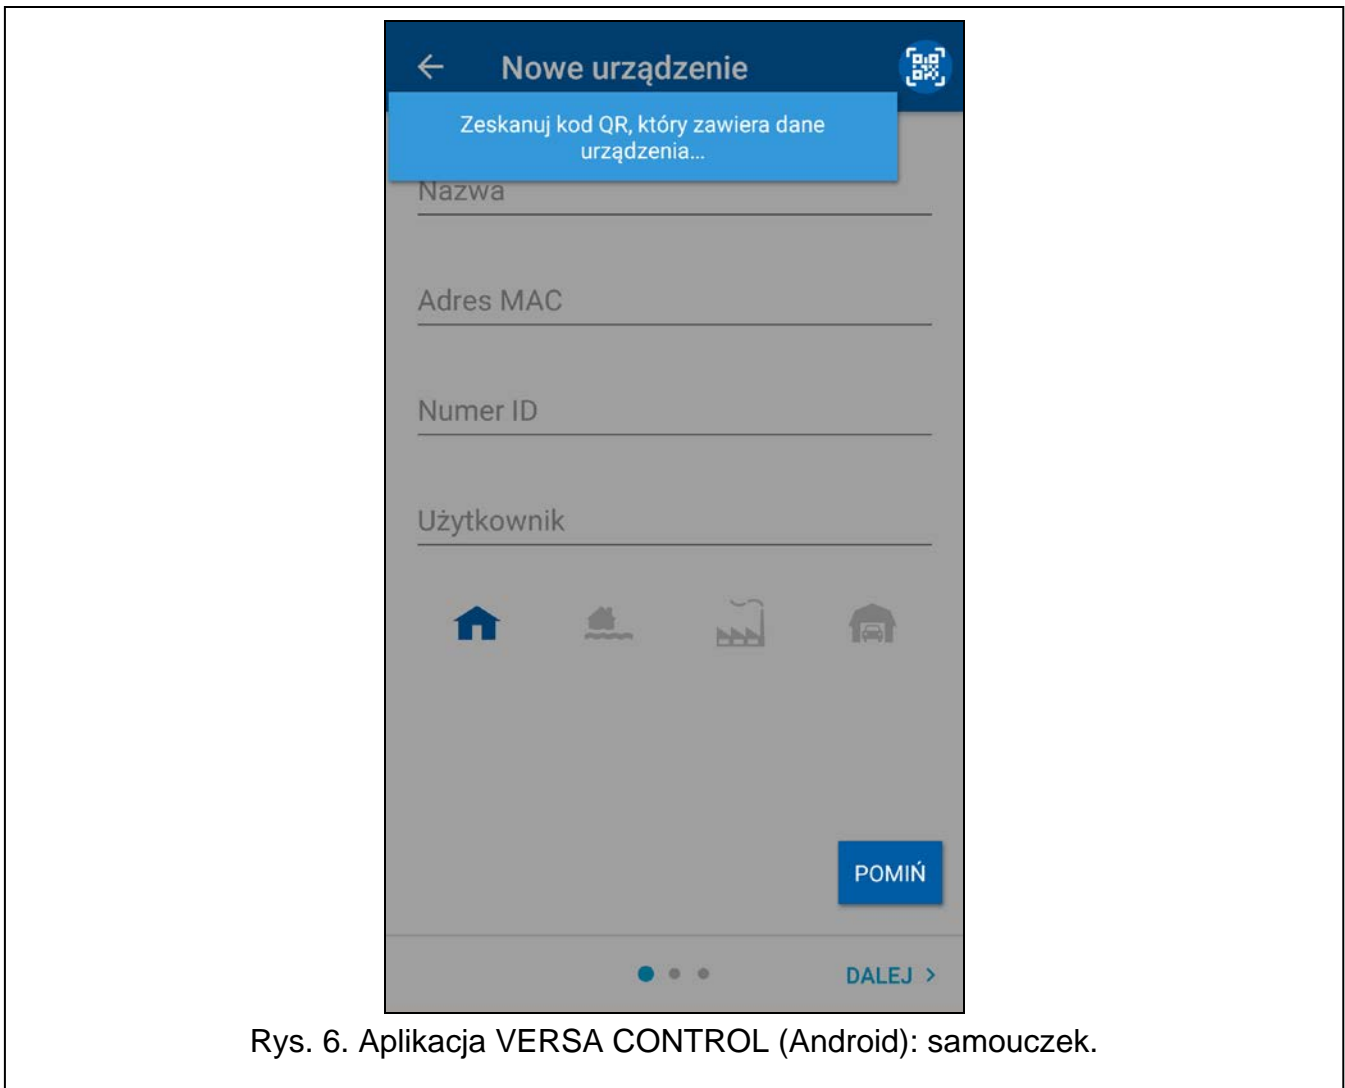 Nowe urządzenie
Zeskanuj kod QR, który zawiera dane
urządzenia...
Nazwa
Adres MAC
Numer ID
Użytkownik
POMIŃ
DALEJ >
Rys. 6. Aplikacja VERSA CONTROL (Android): samouczek.